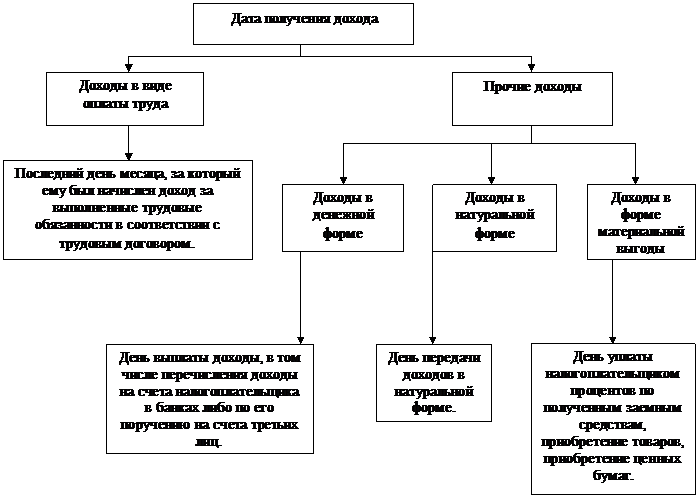 Дата получения дохода
Доходы в виде
оплаты труда
Прочие доходы
Последний день месяца, за который
ему был начислен доход за
выполненные трудовые
обязанности в соответствии с
трудовым договором.
Доходы в
денежной
форме
Доходы в
натуральной
форме
Доходы в
форме
материальной
выгоды
День выплаты доходы, в том
числе перечисления доходы
на счета налогоплательщика
в банках либо по его
поручению на счета третьих
лиц.
День передачи
доходов в
натуральной
форме.
День уплаты
налогоплательщиком
процентов по
полученным заемным
средствам,
приобретение товаров,
приобретение ценных
бумаг.